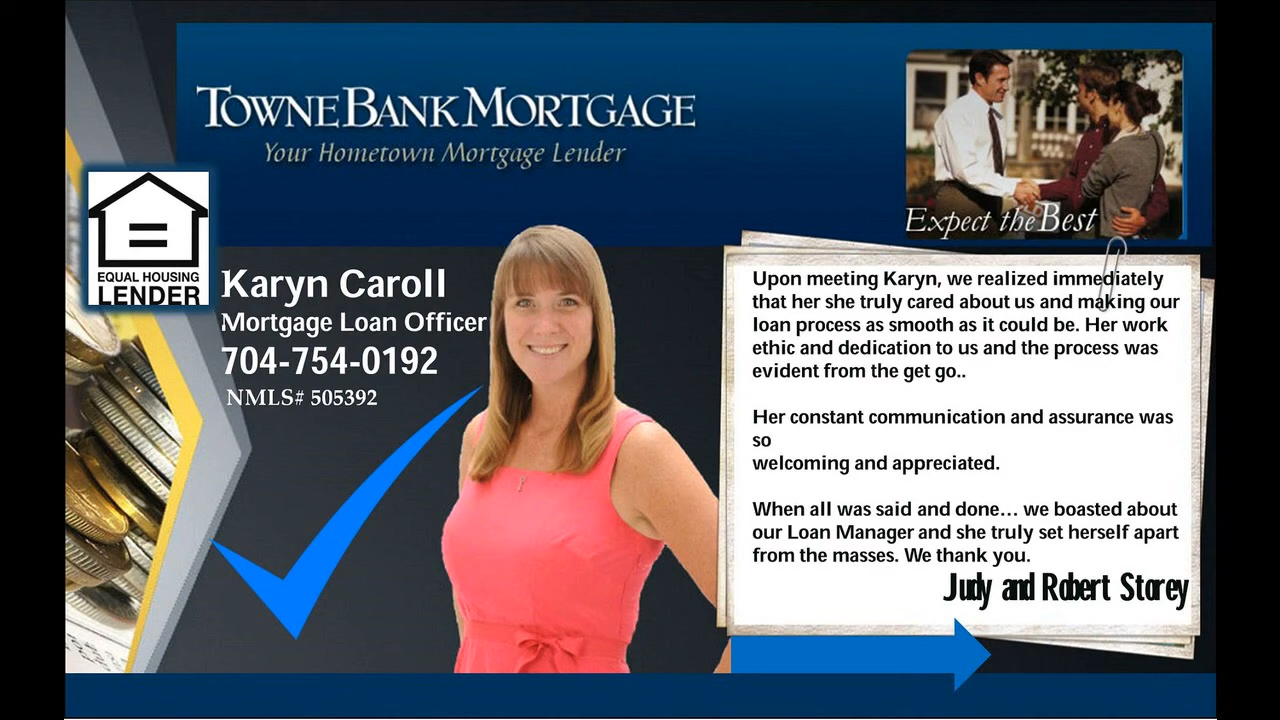 TOWNEBANK MORTGAGE
Your Hometown Mortgage Lender
Expect the Best
EQUAL HOUSING
LENDER
Karyn Caroll
Mortgage Loan Officer
704-754-0192
NMLS# 505392
Upon meeting Karyn, we realized immediately
that her she truly cared about us and making our
loan process as smooth as it could be. Her work
ethic and dedication to us and the process was
evident from the get go..
Her constant communication and assurance was
so
welcoming and appreciated.
When all was said and done... we boasted about
our Loan Manager and she truly set herself apart
from the masses. We thank you.
Judy and Robert Storey